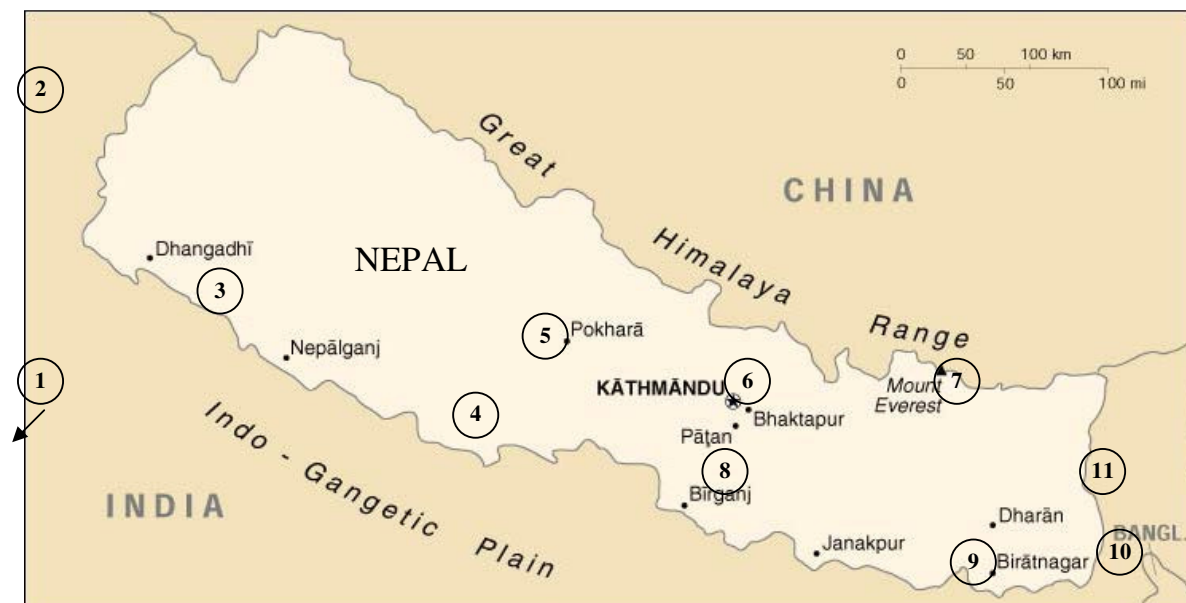 0 50 100 km
0 50 100 mi
2
Great
CHINA
Himalaya
Dhangadhī
NEPAL
3
Range
5
Pokharā
Nepālganj
1
KĀTHMĀNDU
6
Mount
Everest
7
4
Bhaktapur
Pāṭan
Indo - Gangetic Plain
8
11
INDIA
Bīrganj
Dharān
BANGL.
Janakpur
10
9
Birātnagar